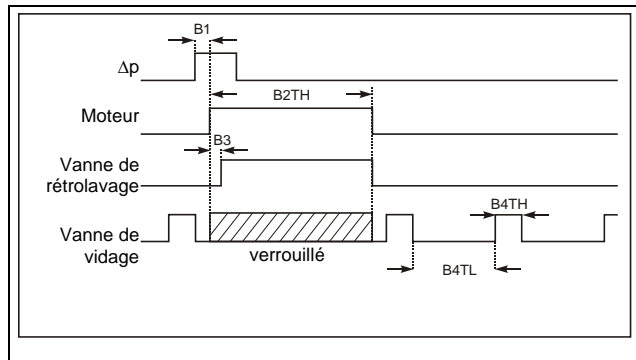 B1
Δp
B2TH
Moteur
B3
Vanne de
rétrolavage
B4TH
Vanne de
vidage
verrouillé
B4TL